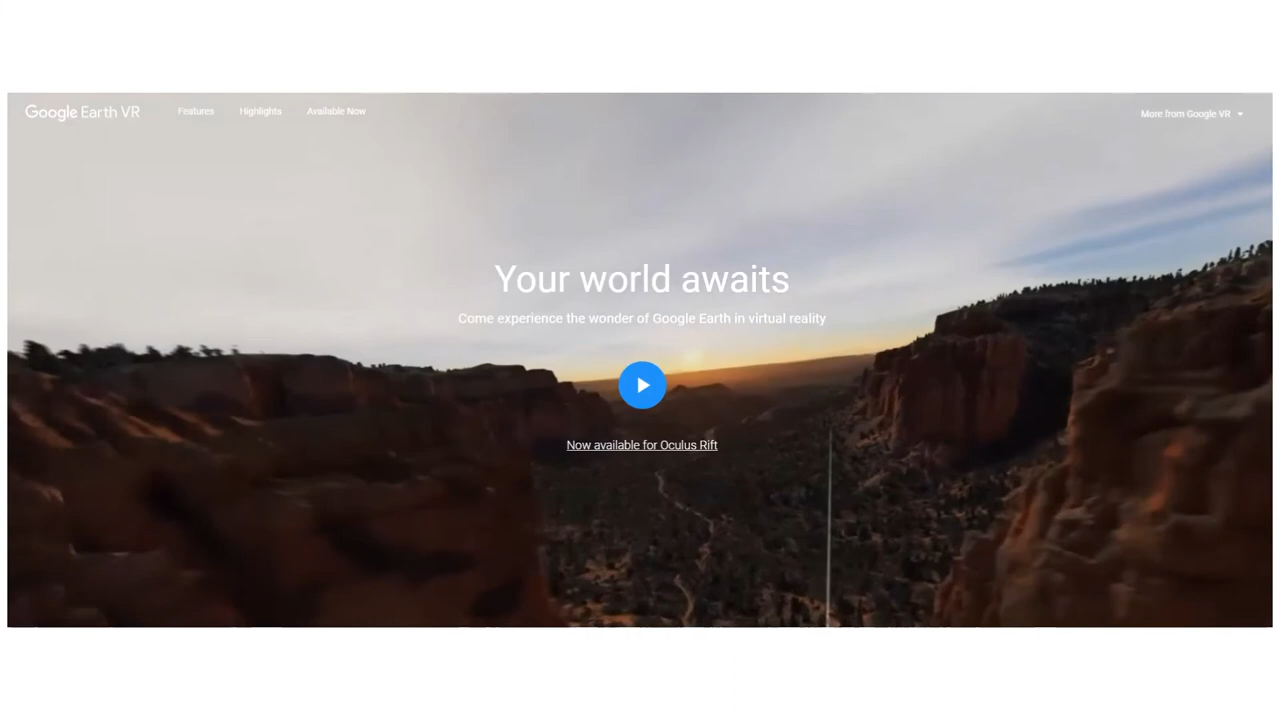 Google Earth VR
Features
Highlights
Available Now
More from Google VR
Your world awaits
Come experience the wonder of Google Earth in virtual reality
Now available for Oculus Rift